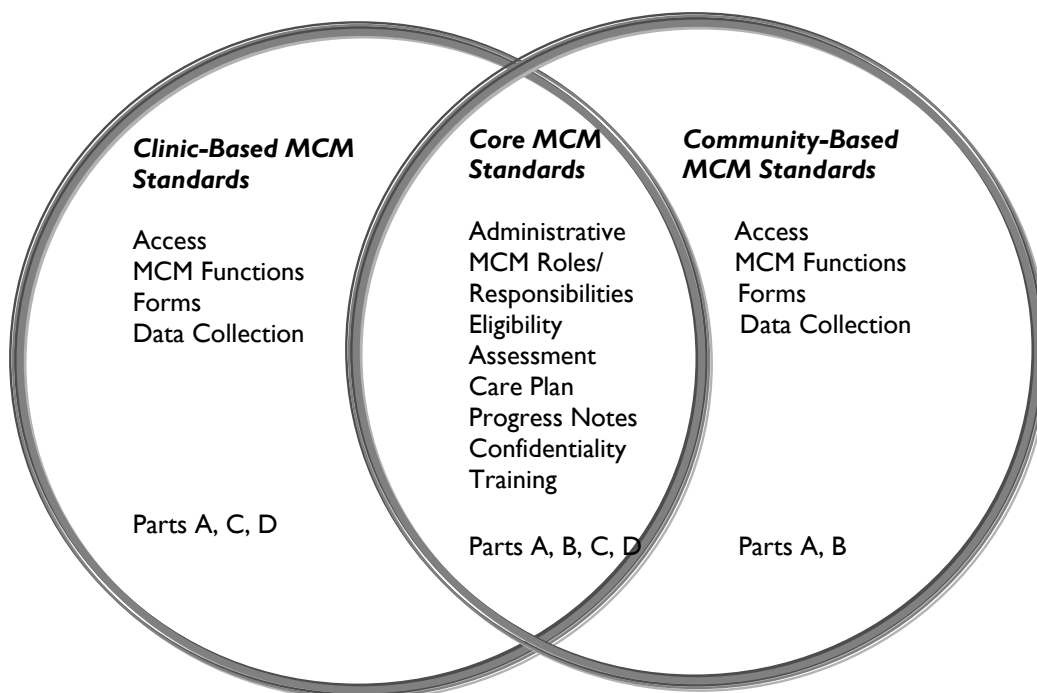 Clinic-Based MCM
Standards
Access
MCM Functions
Forms
Data Collection
Parts A, C, D
Core MCM
Standards
Administrative
MCM Roles/
Responsibilities
Eligibility
Assessment
Care Plan
Progress Notes
Confidentiality
Training
Parts A, B, C, D
Community-Based
MCM Standards
Access
MCM Functions
Forms
Data Collection
Parts A, B